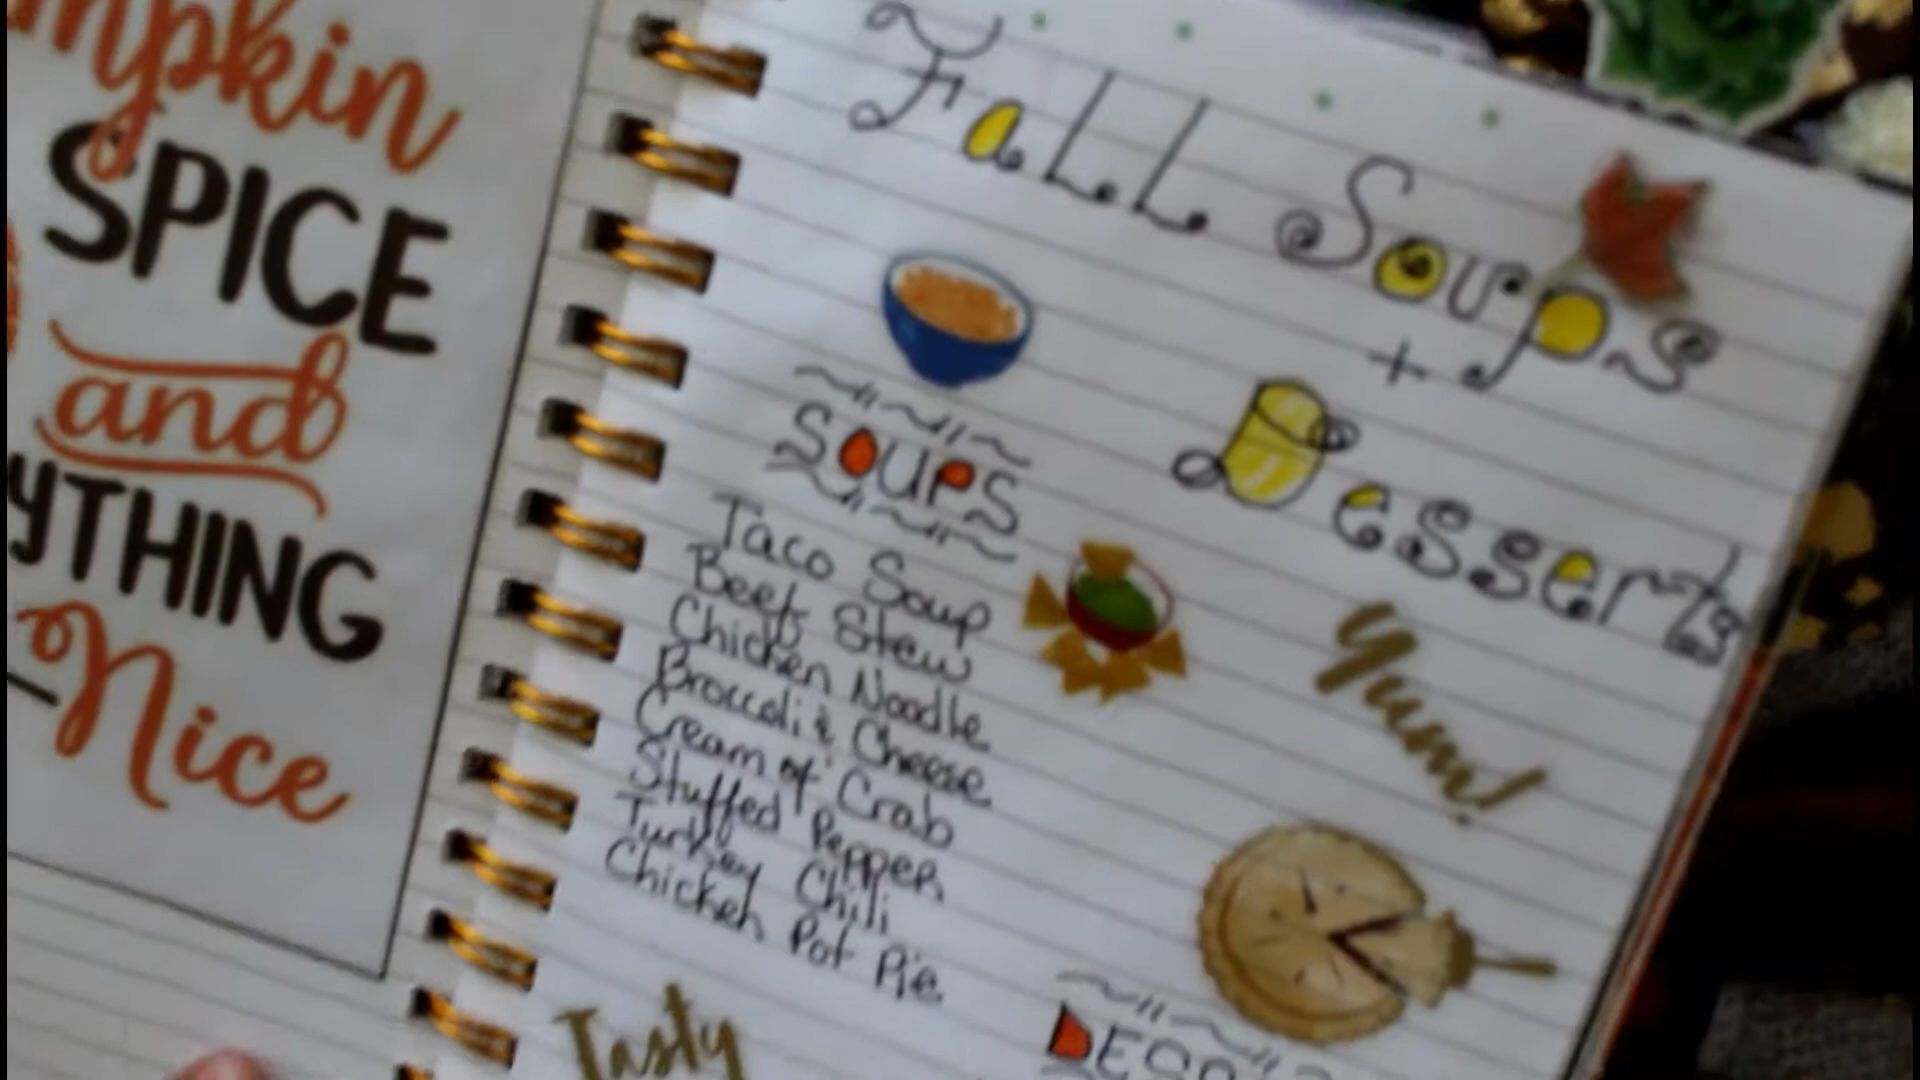 mpkin
SPICE
and
YTHING
Nice
Fall Soups
+
Desserts
SOUPS
Taco Soup
Beef Stew
Chicken Noodle
Broccoli & Cheese
Cream of Crab
Stuffed Pepper
Turkey Chili
Chicken Pot Pie
Yum!
Tasty